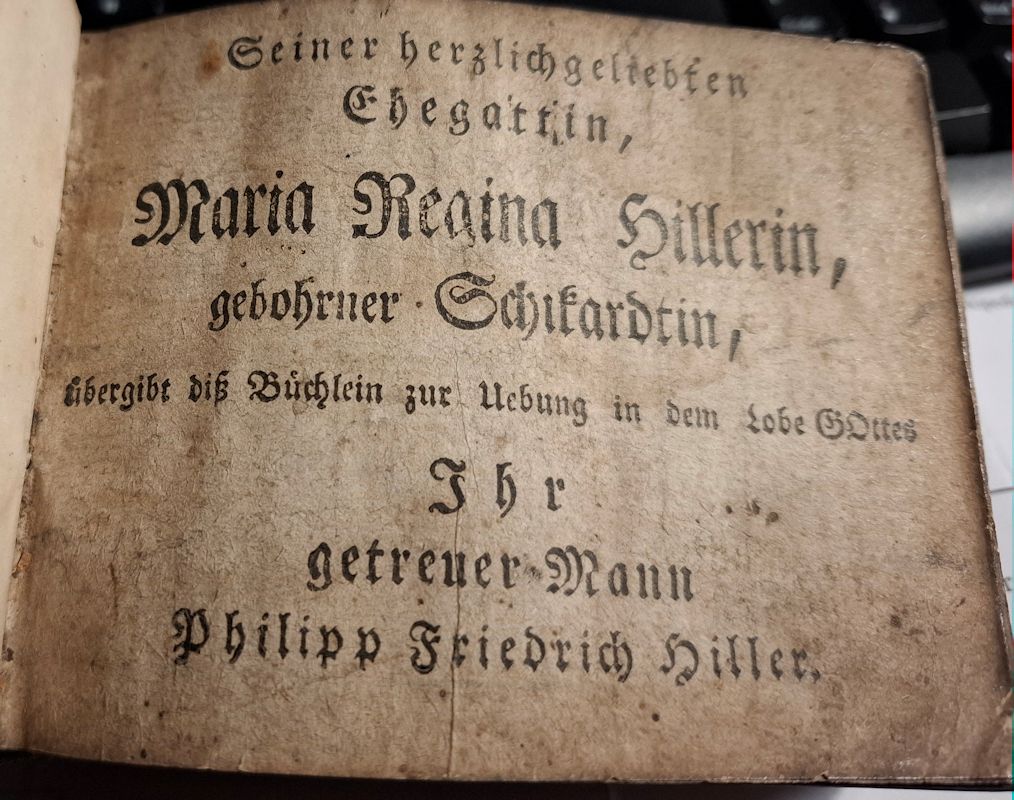 Seiner herzlichgeliebten
Ehegattin,
Maria Regina Hillerin,
gebohrner Schikardtin,
übergibt diß Büchlein zur Uebung in dem Lobe GOttes
Ihr
getreuer Mann
Philipp Friedrich Hiller.